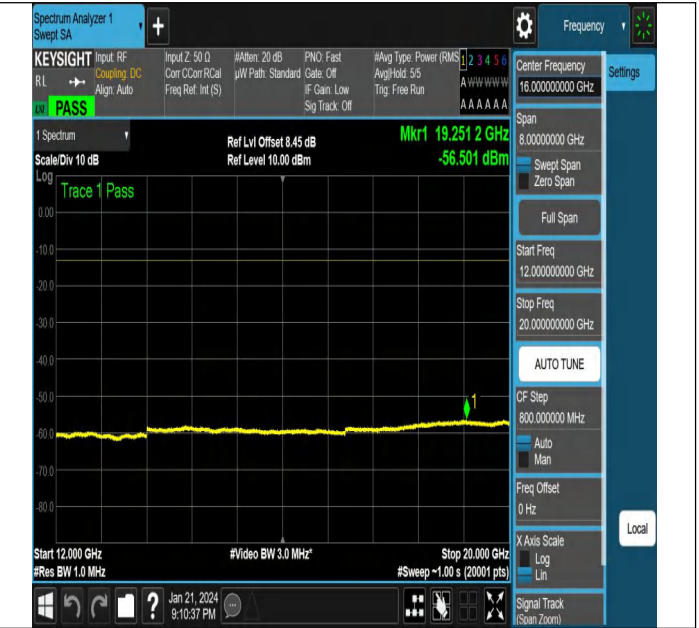 Spectrum Analyzer 1
Swept SA
+
Frequency
KEYSIGHT
RL
PASS
Input: RF
Coupling: DC
Align: Auto
Input Z: 50 Ω
Corr CCorr RCal
Freq Ref: Int (S)
#Atten: 20 dB
µW Path: Standard
PNO: Fast
Gate: Off
IF Gain: Low
Sig Track: Off
#Avg Type: Power (RMS
Avg|Hold: 5/5
Trig: Free Run
1 2 3 4 5 6
A W W W W W
A A A A A A
1 Spectrum
Scale/Div 10 dB
Ref Lvl Offset 8.45 dB
Ref Level 10.00 dBm
Mkr1 19.251 2 GHz
-56.501 dBm
Log
Trace 1 Pass
0.00
-10.0
-20.0
-30.0
-40.0
-50.0
-60.0
-70.0
-80.0
1
Start 12.000 GHz
#Res BW 1.0 MHz
#Video BW 3.0 MHz*
Stop 20.000 GHz
#Sweep ~1.00 s (20001 pts)
Jan 21, 2024
9:10:37 PM
Center Frequency
16.000000000 GHz
Settings
Span
8.00000000 GHz
Swept Span
Zero Span
Full Span
Start Freq
12.000000000 GHz
Stop Freq
20.000000000 GHz
AUTO TUNE
CF Step
800.000000 MHz
Auto
Man
Freq Offset
0 Hz
X Axis Scale
Log
Lin
Local
Signal Track
(Span Zoom)